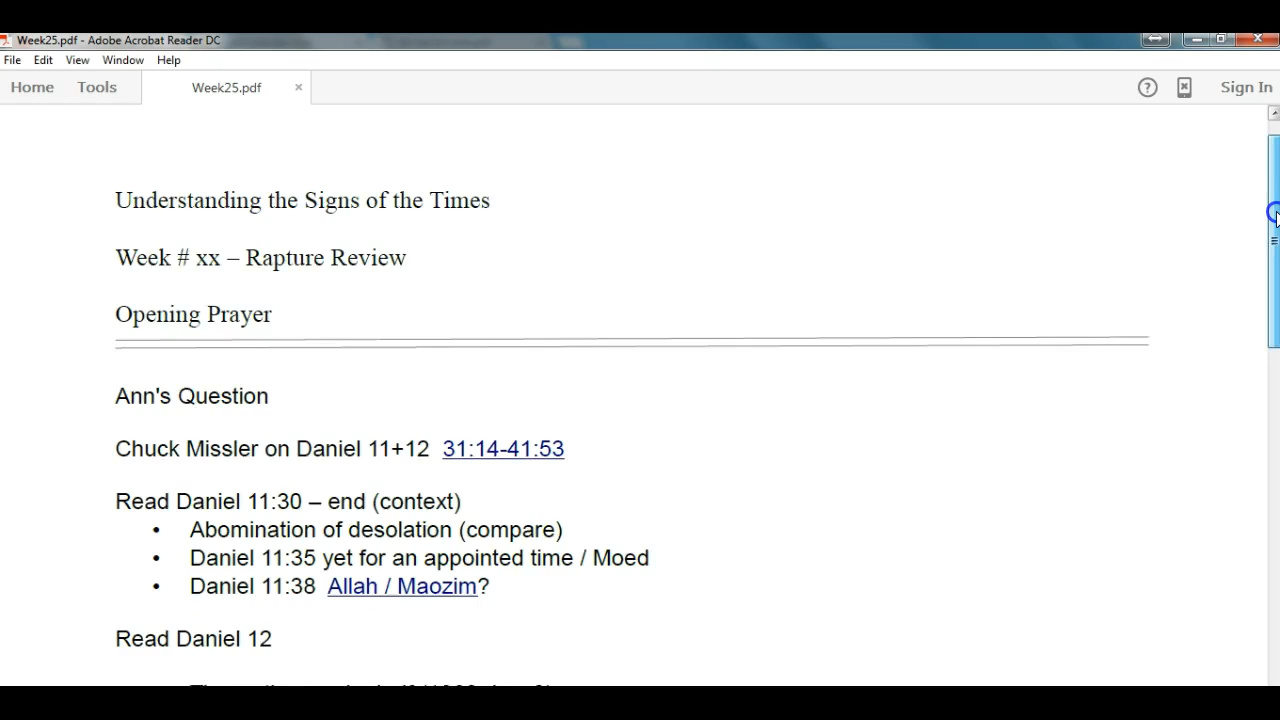 Week25.pdf - Adobe Acrobat Reader DC
File Edit View Window Help
Home Tools Week25.pdf × ? Sign In
Understanding the Signs of the Times
Week # xx – Rapture Review
Opening Prayer
Ann's Question
Chuck Missler on Daniel 11+12 31:14-41:53
Read Daniel 11:30 – end (context)
• Abomination of desolation (compare)
• Daniel 11:35 yet for an appointed time / Moed
• Daniel 11:38 Allah / Maozim?
Read Daniel 12